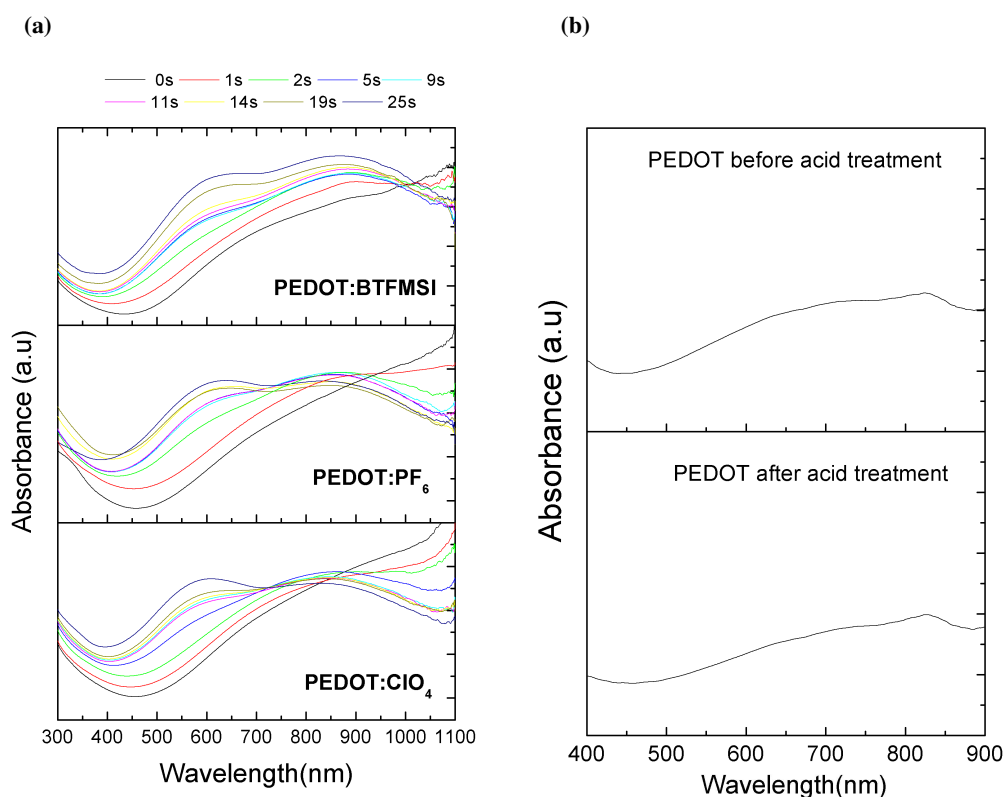 (a)
(b)
0s 1s 2s 5s 9s
11s 14s 19s 25s
Absorbance (a.u)
PEDOT:BTFMSI
PEDOT:PF6
PEDOT:ClO4
300 400 500 600 700 800 900 1000 1100
Wavelength(nm)
Absorbance (a.u)
PEDOT before acid treatment
PEDOT after acid treatment
400 500 600 700 800 900
Wavelength(nm)